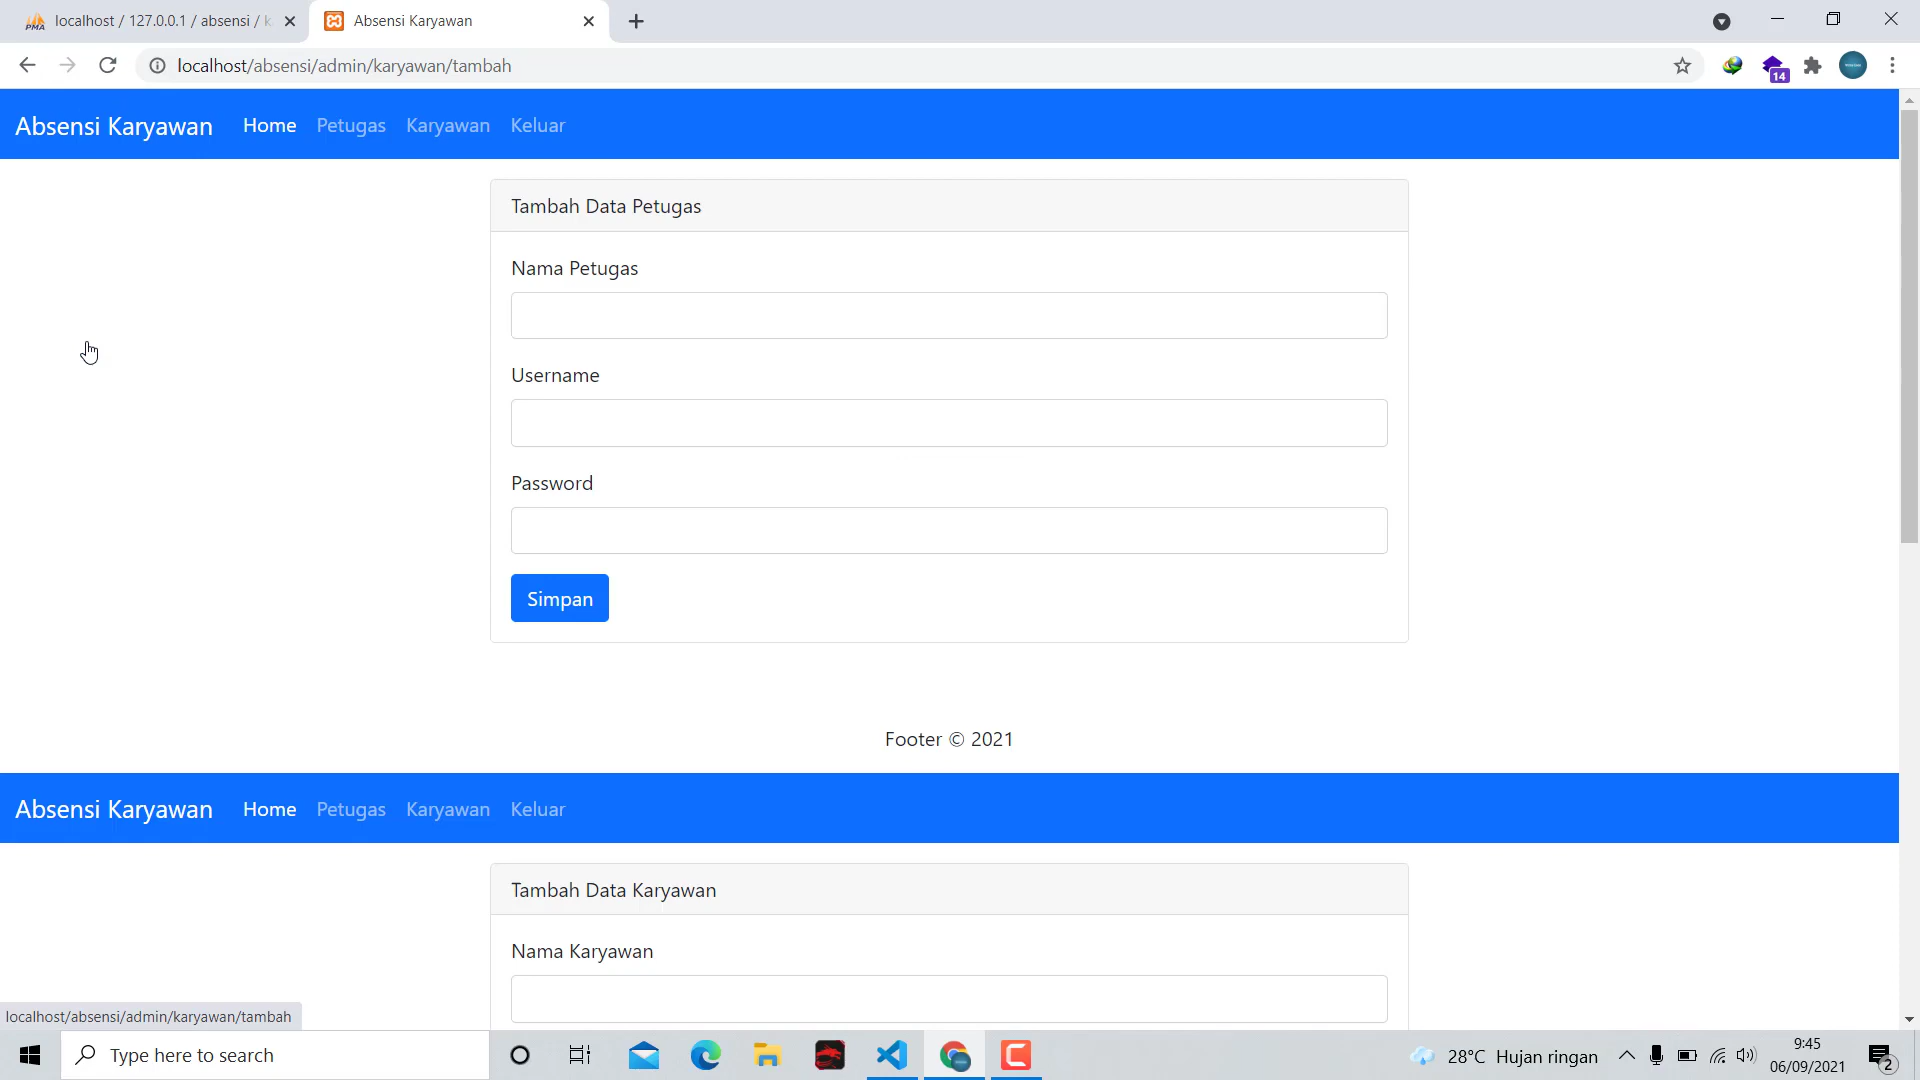 localhost / 127.0.0.1 / absensi / k
Absensi Karyawan
localhost/absensi/admin/karyawan/tambah
14
Absensi Karyawan Home Petugas Karyawan Keluar
Tambah Data Petugas
Nama Petugas
Username
Password
Simpan
Footer © 2021
Absensi Karyawan Home Petugas Karyawan Keluar
Tambah Data Karyawan
Nama Karyawan
localhost/absensi/admin/karyawan/tambah
Type here to search
28°C Hujan ringan
9:45
06/09/2021
2